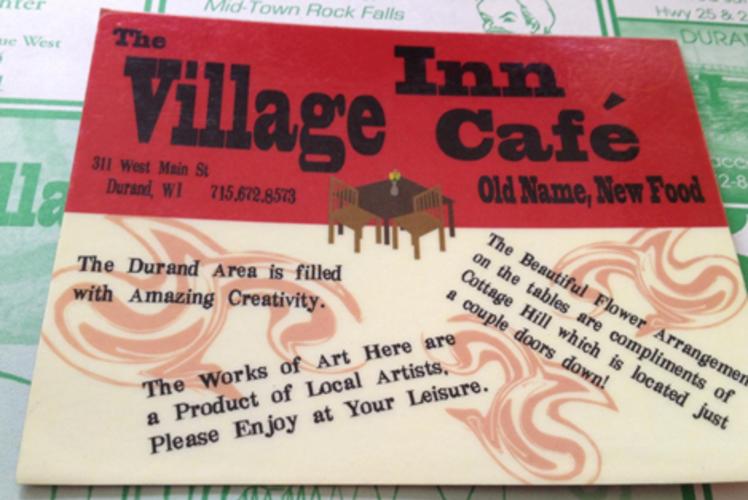 Mid-Town Rock Falls
Hwy 25 &
The
Village Inn
Café
311 West Main St
Durand, WI 715.672.8573
Old Name, New Food
The Durand Area is filled
with Amazing Creativity.
The Works of Art Here are
a Product of Local Artists.
Please Enjoy at Your Leisure.
The Beautiful Flower Arrangemen
on the tables are compliments of
Cottage Hill which is located just
a couple doors down!
West
DURA